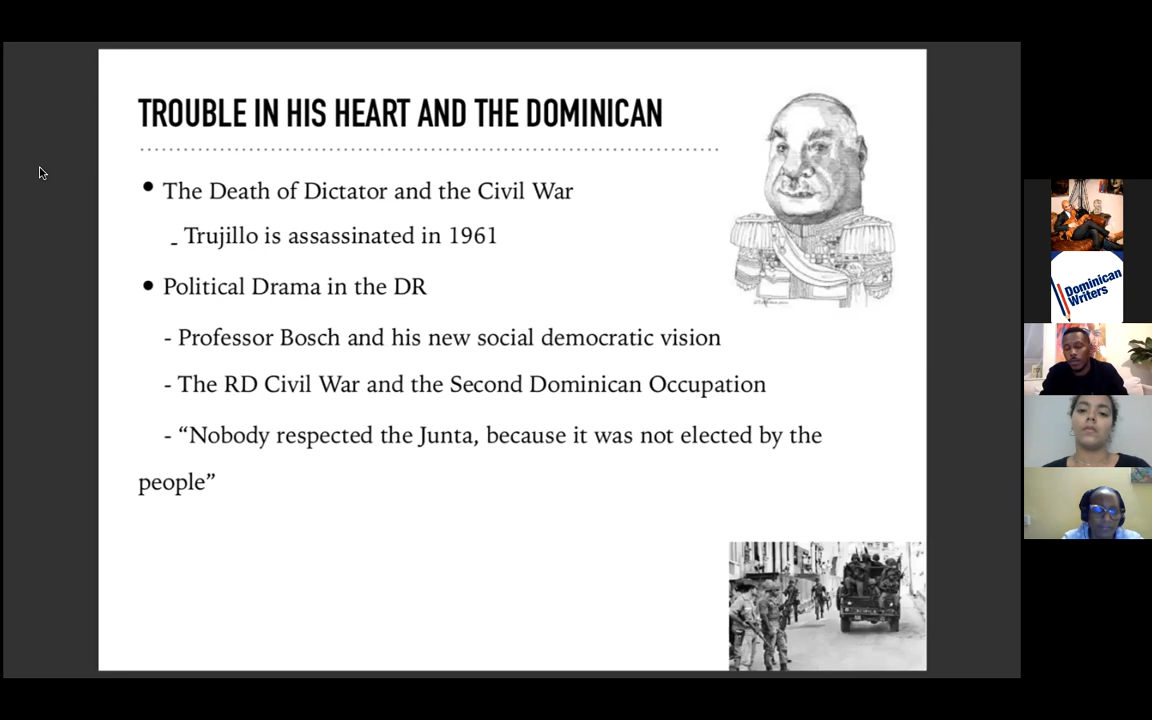 TROUBLE IN HIS HEART AND THE DOMINICAN
• The Death of Dictator and the Civil War
- Trujillo is assassinated in 1961
• Political Drama in the DR
- Professor Bosch and his new social democratic vision
- The RD Civil War and the Second Dominican Occupation
- “Nobody respected the Junta, because it was not elected by the
people”
Dominican
Writers